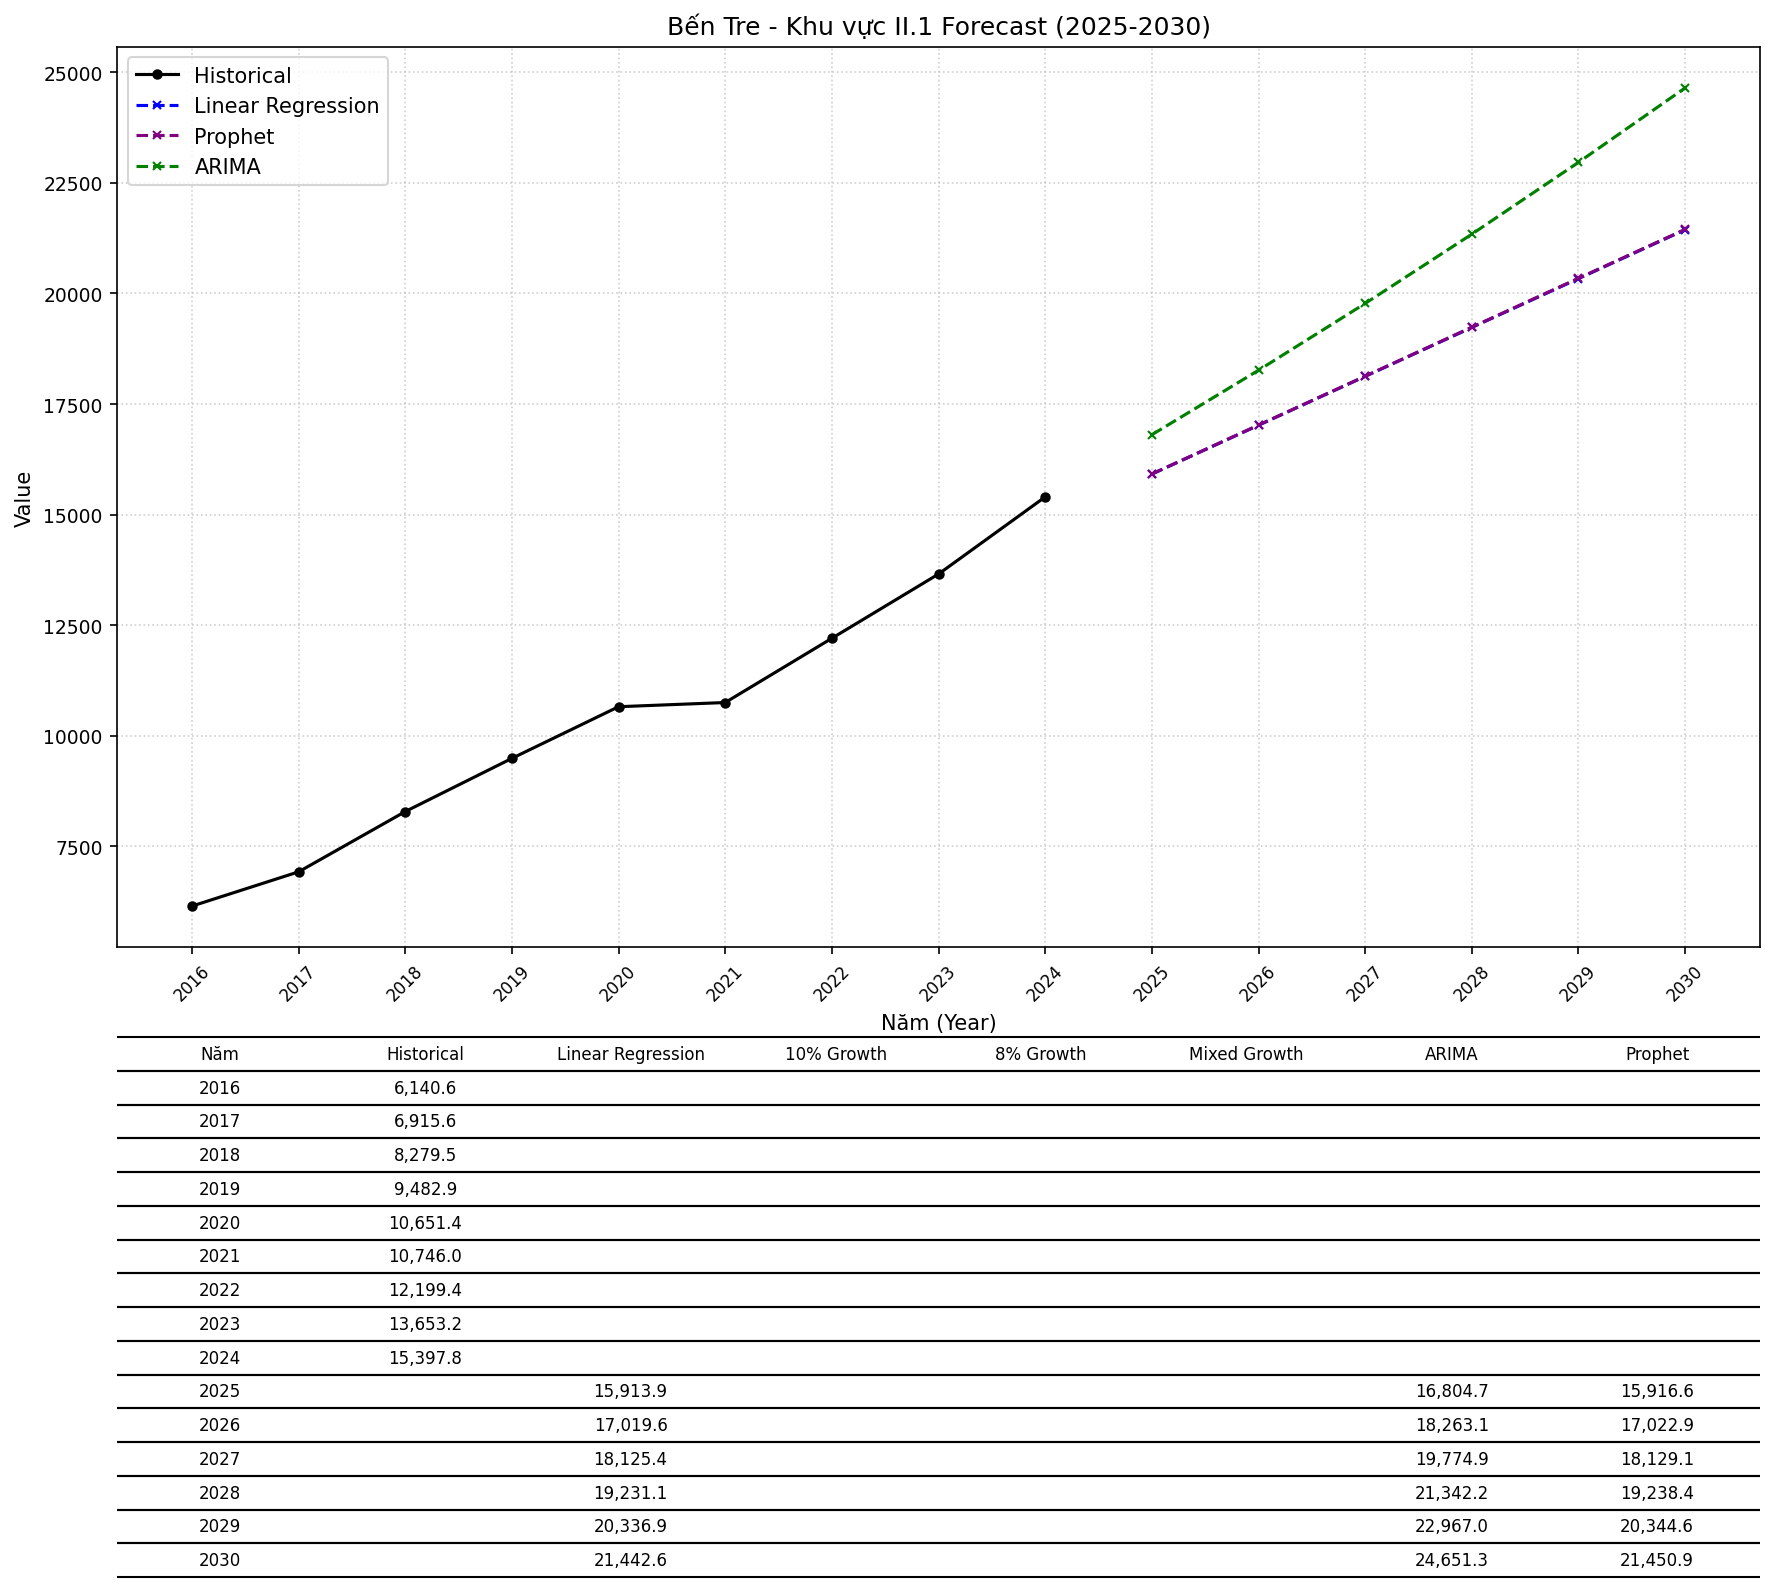 Bến Tre - Khu vực II.1 Forecast (2025-2030)
Historical
Linear Regression
Prophet
ARIMA
Value
25000
22500
20000
17500
15000
12500
10000
7500
2016 2017 2018 2019 2020 2021 2022 2023 2024 2025 2026 2027 2028 2029 2030
Năm (Year)
Năm Historical Linear Regression 10% Growth 8% Growth Mixed Growth ARIMA Prophet
2016 6,140.6
2017 6,915.6
2018 8,279.5
2019 9,482.9
2020 10,651.4
2021 10,746.0
2022 12,199.4
2023 13,653.2
2024 15,397.8
2025 15,913.9 16,804.7 15,916.6
2026 17,019.6 18,263.1 17,022.9
2027 18,125.4 19,774.9 18,129.1
2028 19,231.1 21,342.2 19,238.4
2029 20,336.9 22,967.0 20,344.6
2030 21,442.6 24,651.3 21,450.9